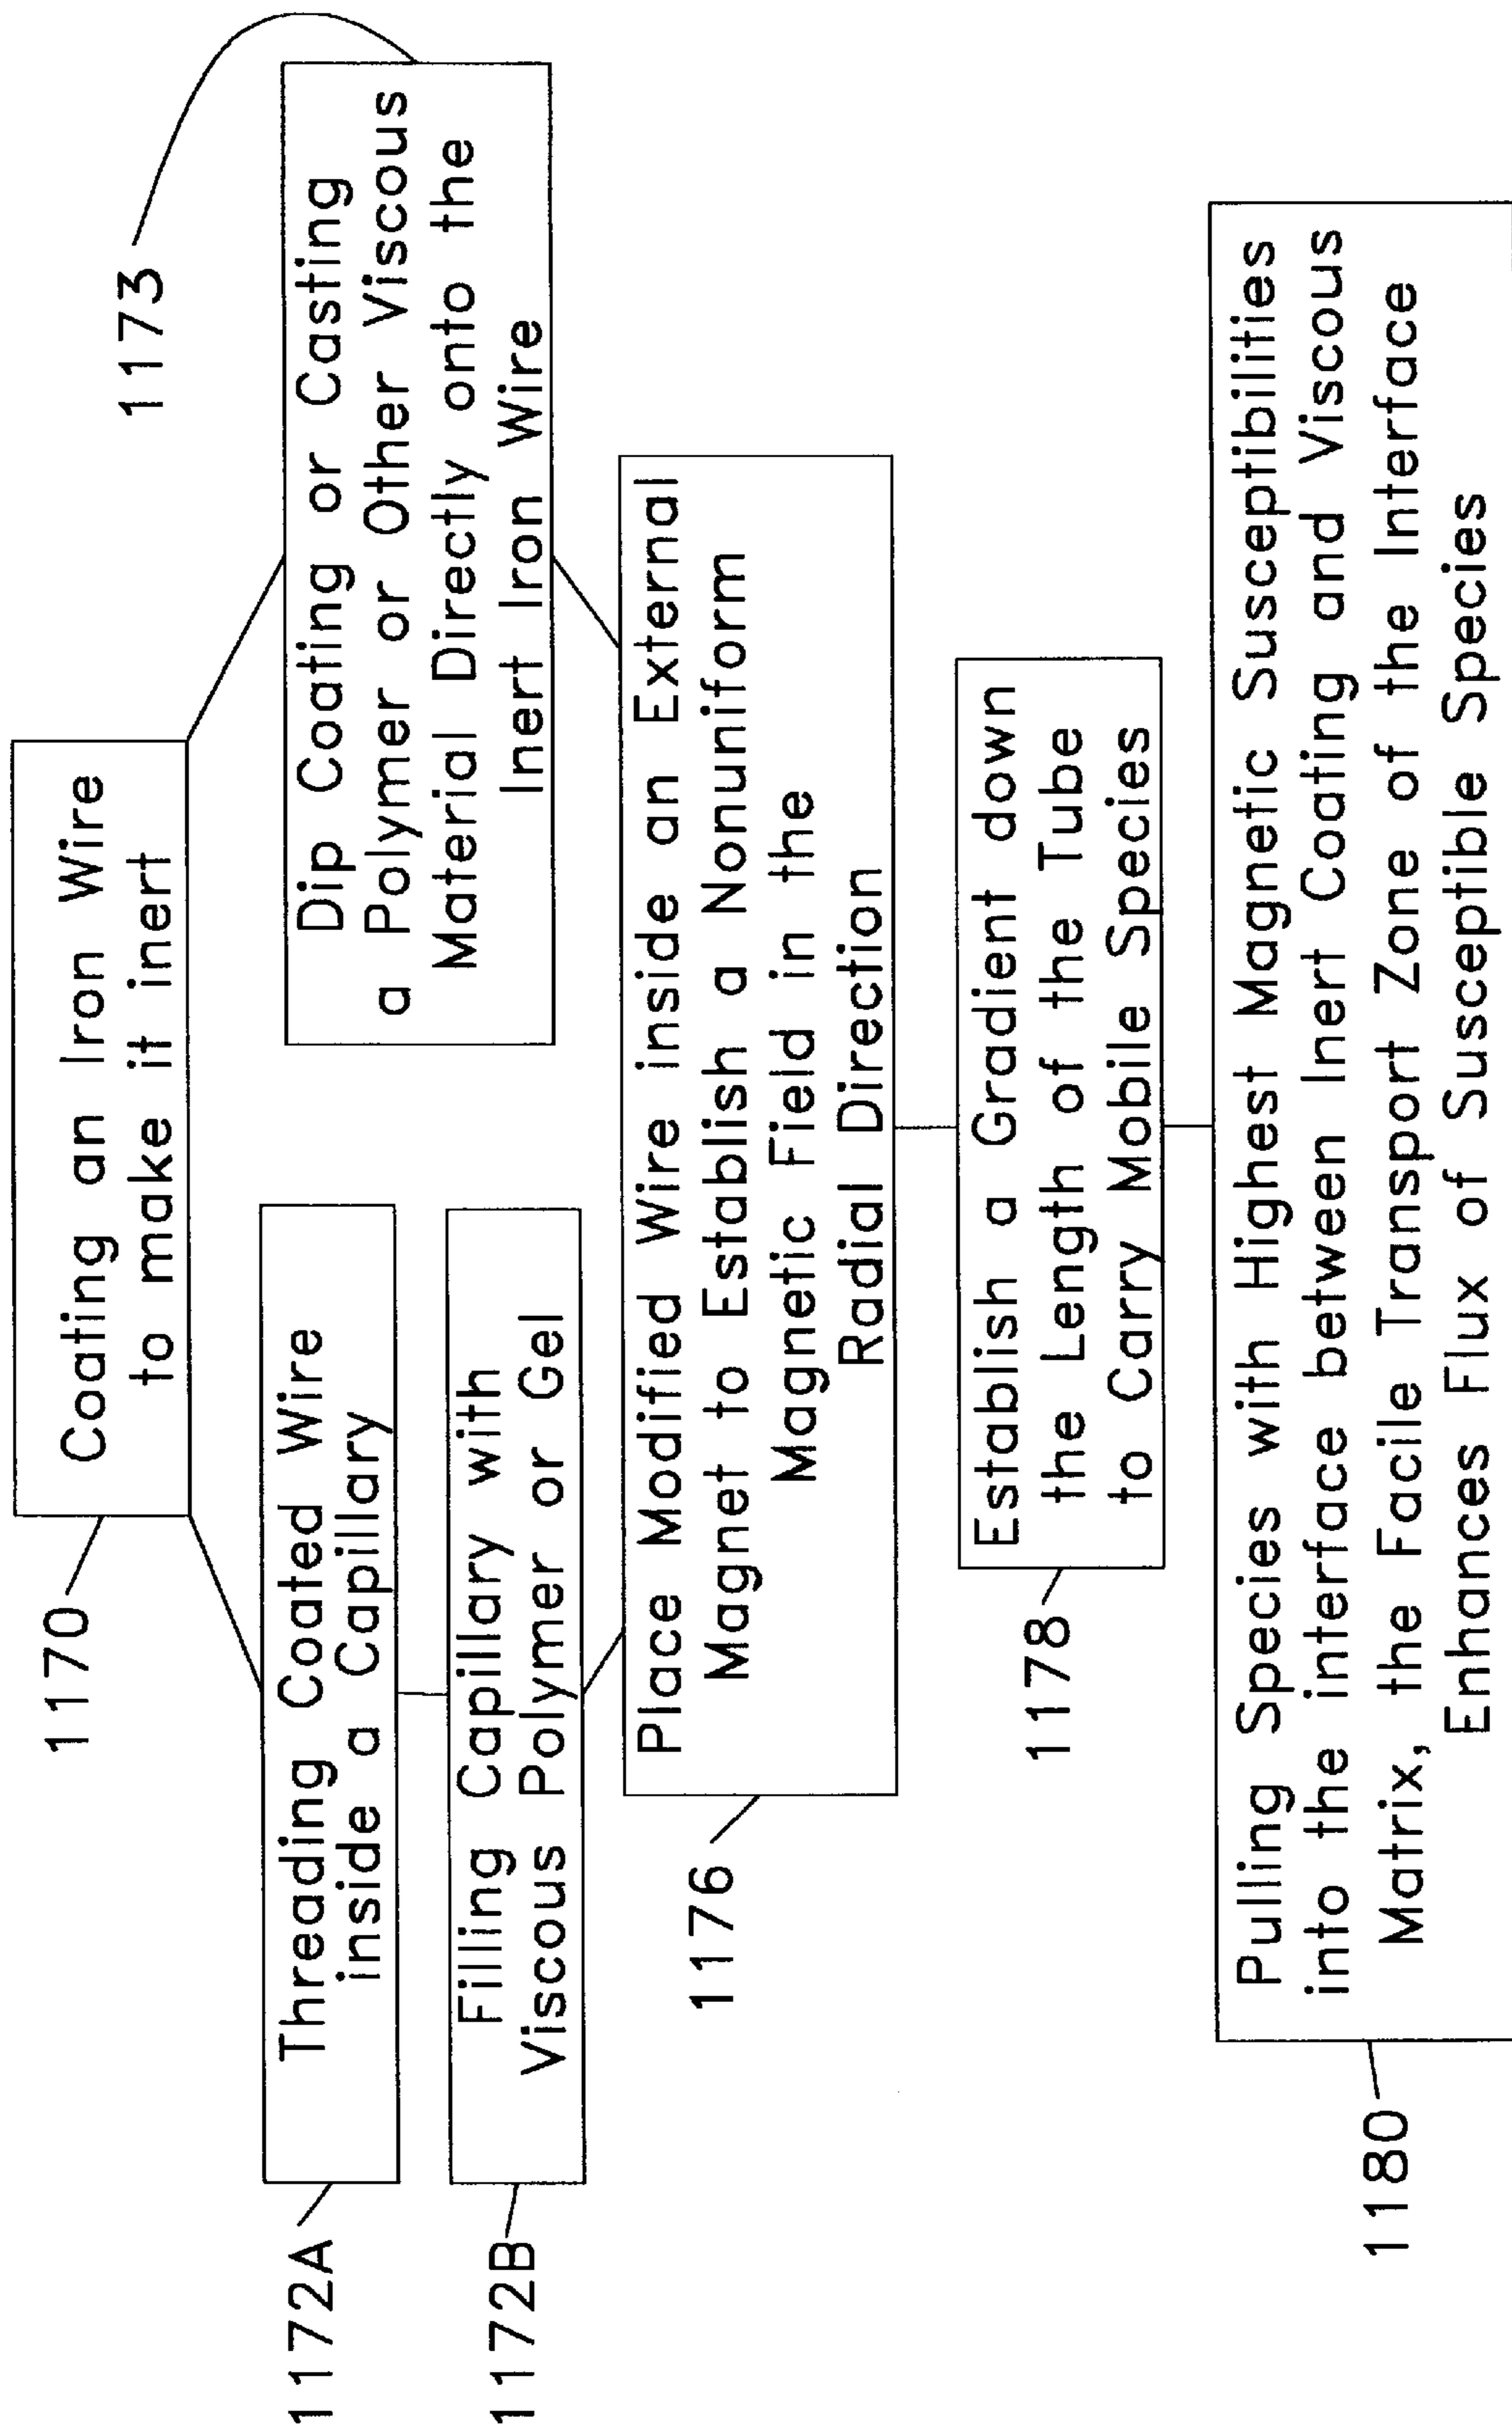 Coating an Iron Wire
to make it inert
1170
1173
Threading Coated Wire
inside a Capillary
1172A
Filling Capillary with
Viscous Polymer or Gel
1172B
Dip Coating or Casting
a Polymer or Other Viscous
Material Directly onto the
Inert Iron Wire
Place Modified Wire inside an External
Magnet to Establish a Nonuniform
Magnetic Field in the
Radial Direction
1176
Establish a Gradient down
the Length of the Tube
to Carry Mobile Species
1178
Pulling Species with Highest Magnetic Susceptibilities
into the interface between Inert Coating and Viscous
Matrix, the Facile Transport Zone of the Interface
Enhances Flux of Susceptible Species
1180